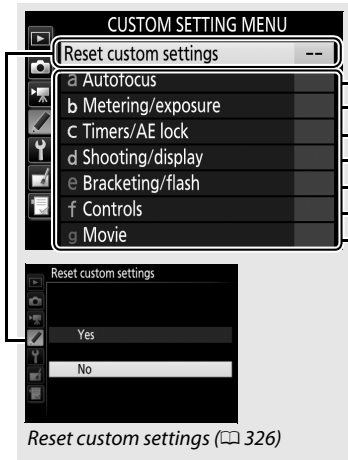 CUSTOM SETTING MENU
Reset custom settings --
a Autofocus
b Metering/exposure
c Timers/AE lock
d Shooting/display
e Bracketing/flash
f Controls
g Movie
Reset custom settings
Yes
No
Reset custom settings (🕮 326)